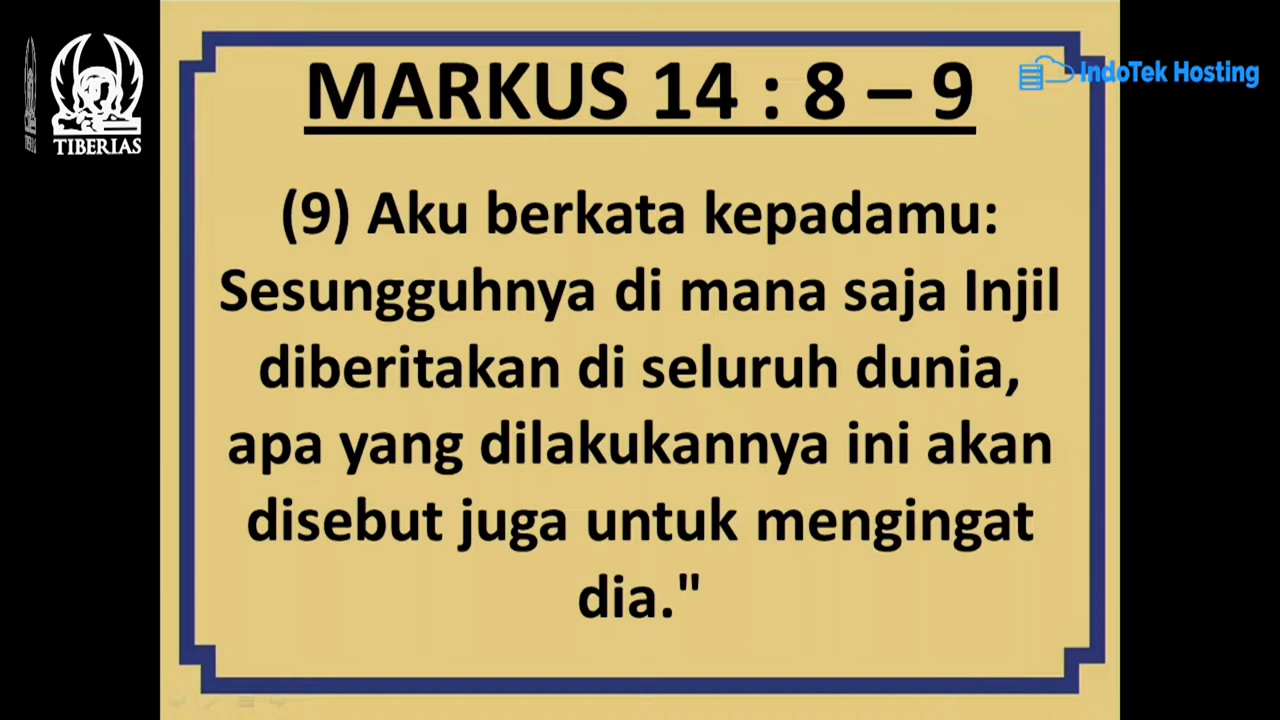 MARKUS 14 : 8 – 9
IndoTek Hosting
TIBERIAS
(9) Aku berkata kepadamu:
Sesungguhnya di mana saja Injil
diberitakan di seluruh dunia,
apa yang dilakukannya ini akan
disebut juga untuk mengingat
dia."